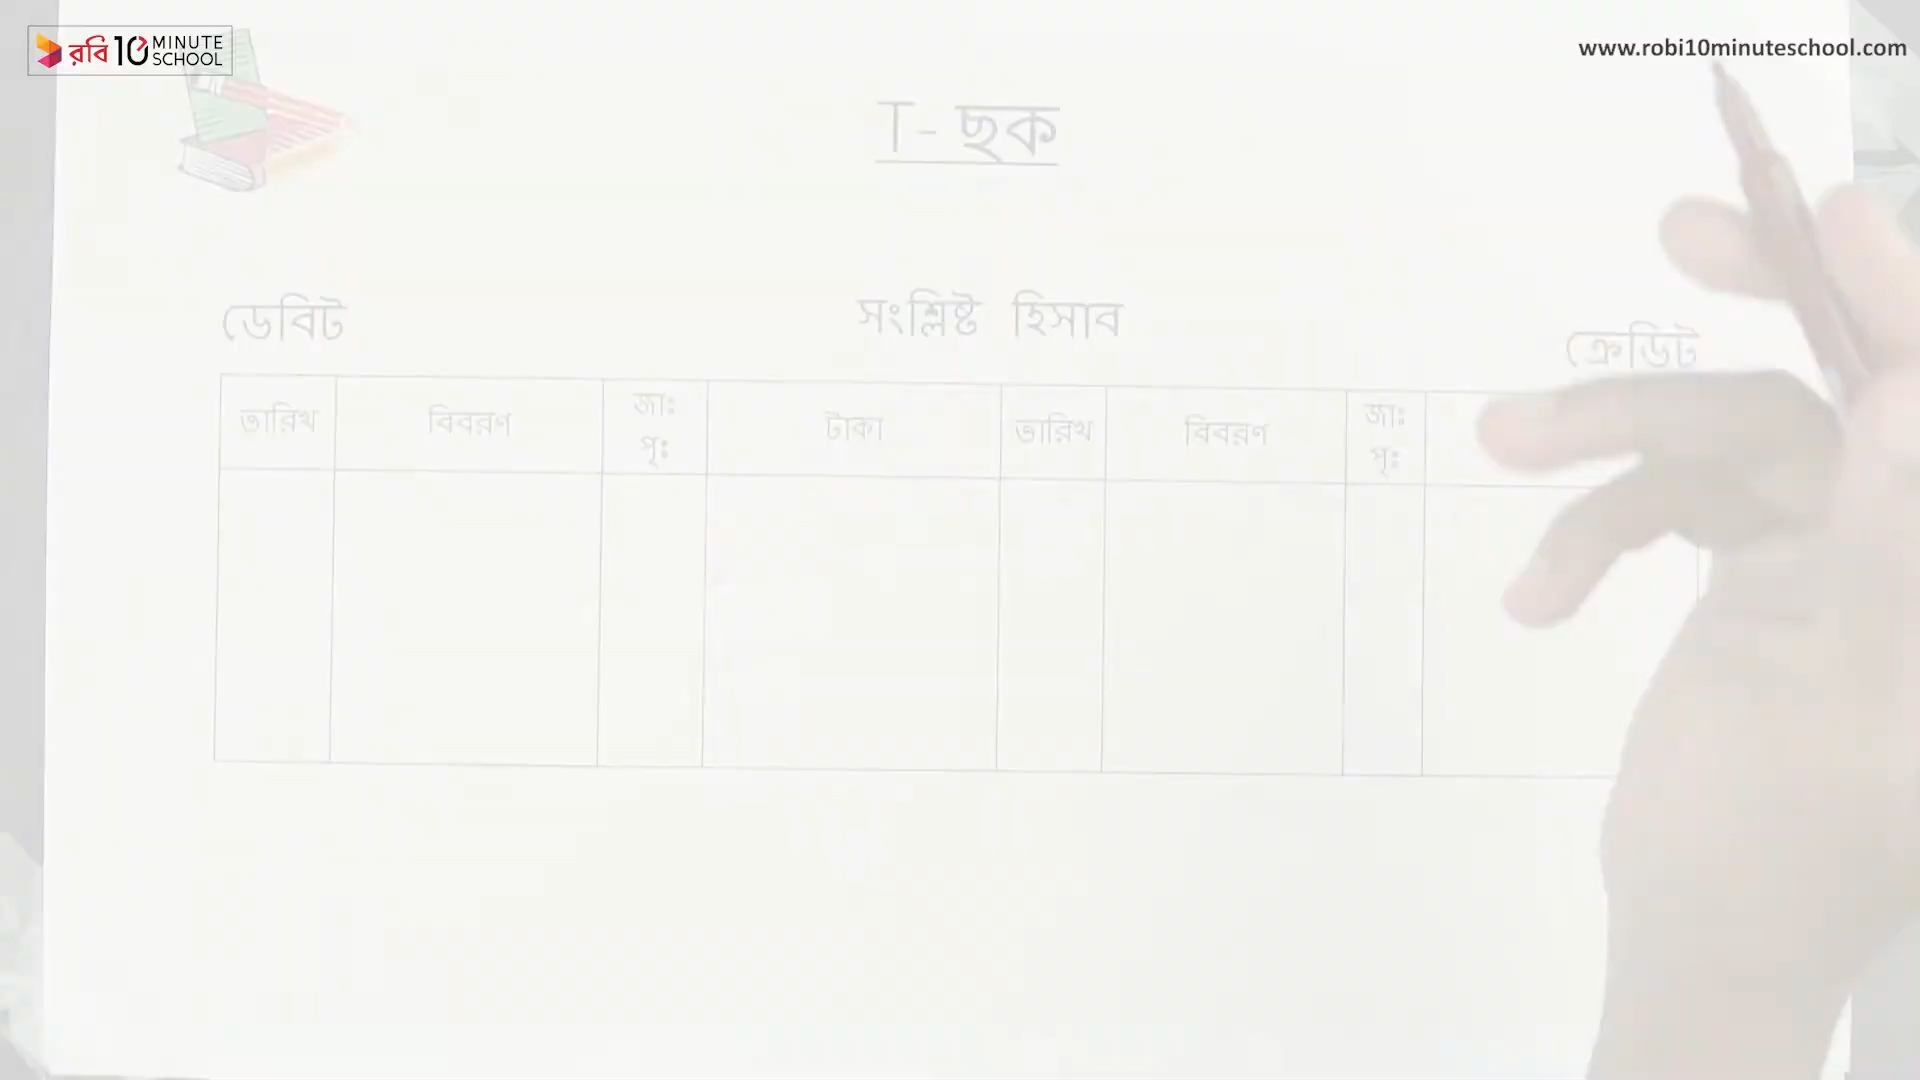 রবি 10 MINUTE SCHOOL
www.robi10minuteschool.com
T- ছক
ডেবিট সংশ্লিষ্ট হিসাব ক্রেডিট
তারিখ বিবরণ জাঃ পৃঃ টাকা তারিখ বিবরণ জাঃ পৃঃ